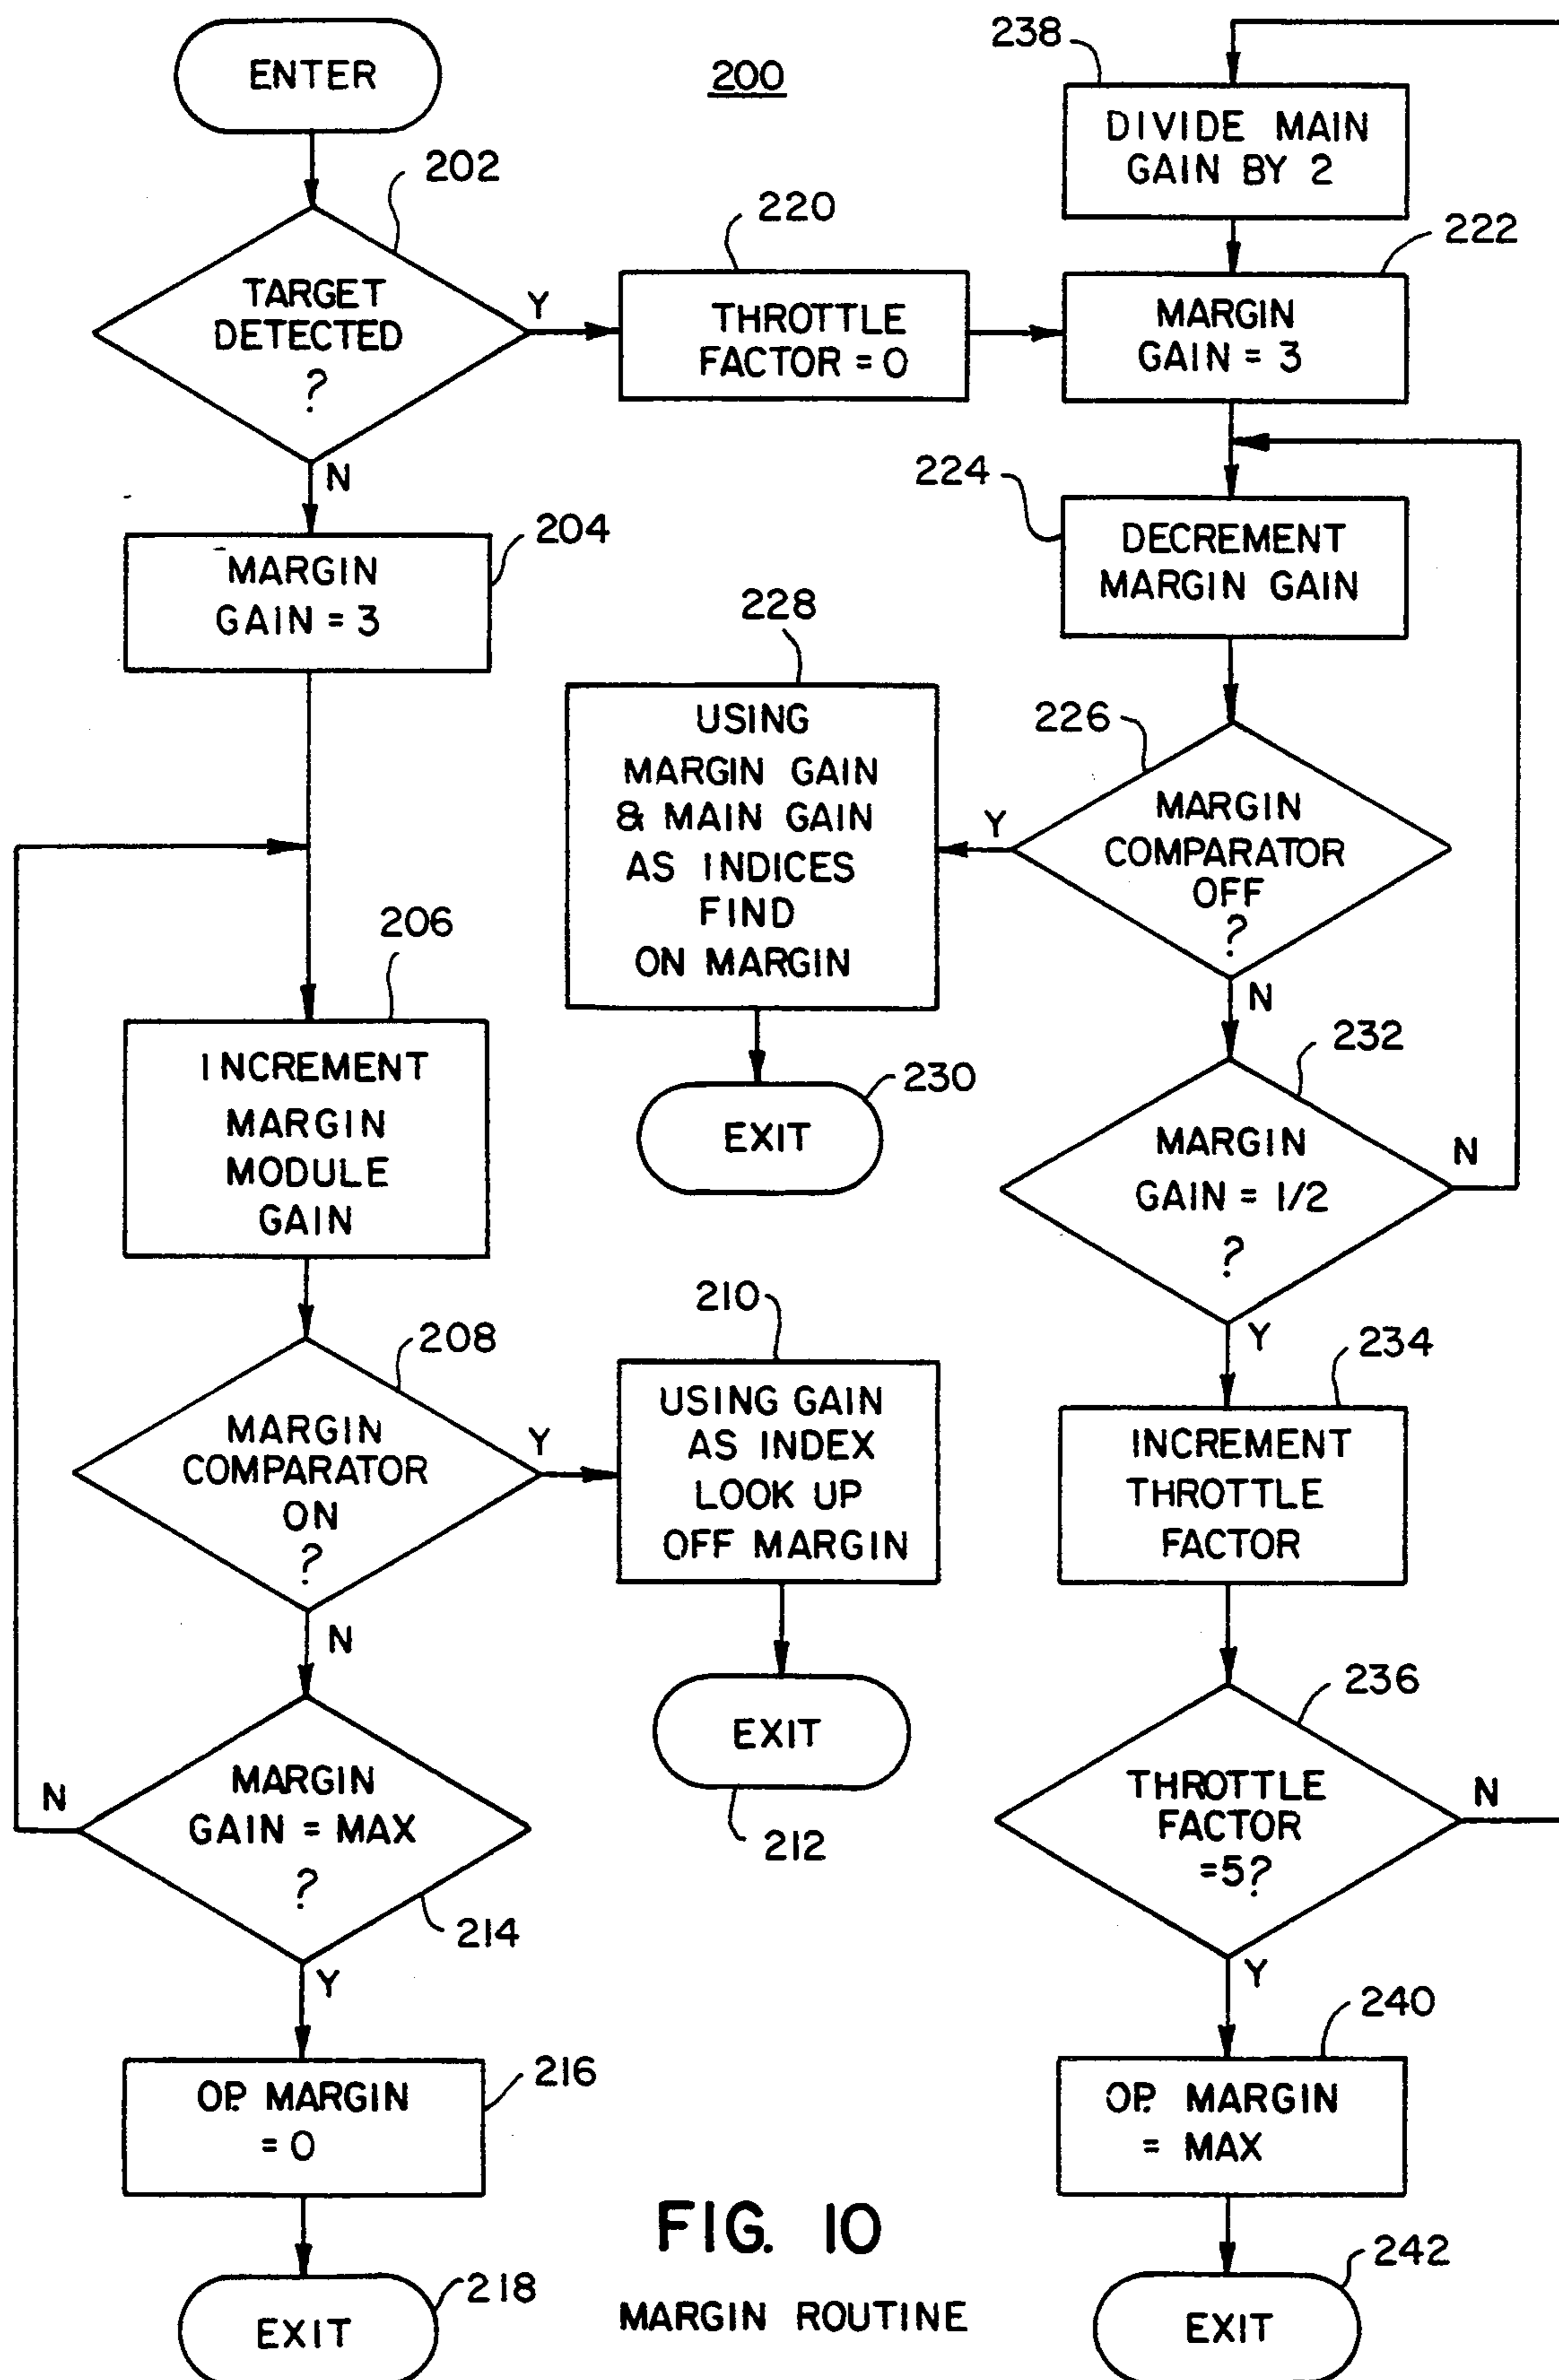 ENTER
200
238
DIVIDE MAIN
GAIN BY 2
202
TARGET
DETECTED
?
Y
N
220
THROTTLE
FACTOR = 0
222
MARGIN
GAIN = 3
204
MARGIN
GAIN = 3
224
DECREMENT
MARGIN GAIN
228
USING
MARGIN GAIN
& MAIN GAIN
AS INDICES
FIND
ON MARGIN
226
MARGIN
COMPARATOR
OFF
?
Y
N
230
EXIT
206
INCREMENT
MARGIN
MODULE
GAIN
232
MARGIN
GAIN = 1/2
?
N
Y
208
MARGIN
COMPARATOR
ON
?
Y
N
210
USING GAIN
AS INDEX
LOOK UP
OFF MARGIN
EXIT
212
234
INCREMENT
THROTTLE
FACTOR
236
THROTTLE
FACTOR
=5?
N
Y
MARGIN
GAIN = MAX
?
N
214
Y
216
OP. MARGIN
= 0
240
OP. MARGIN
= MAX
218
EXIT
242
EXIT
FIG. 10
MARGIN ROUTINE